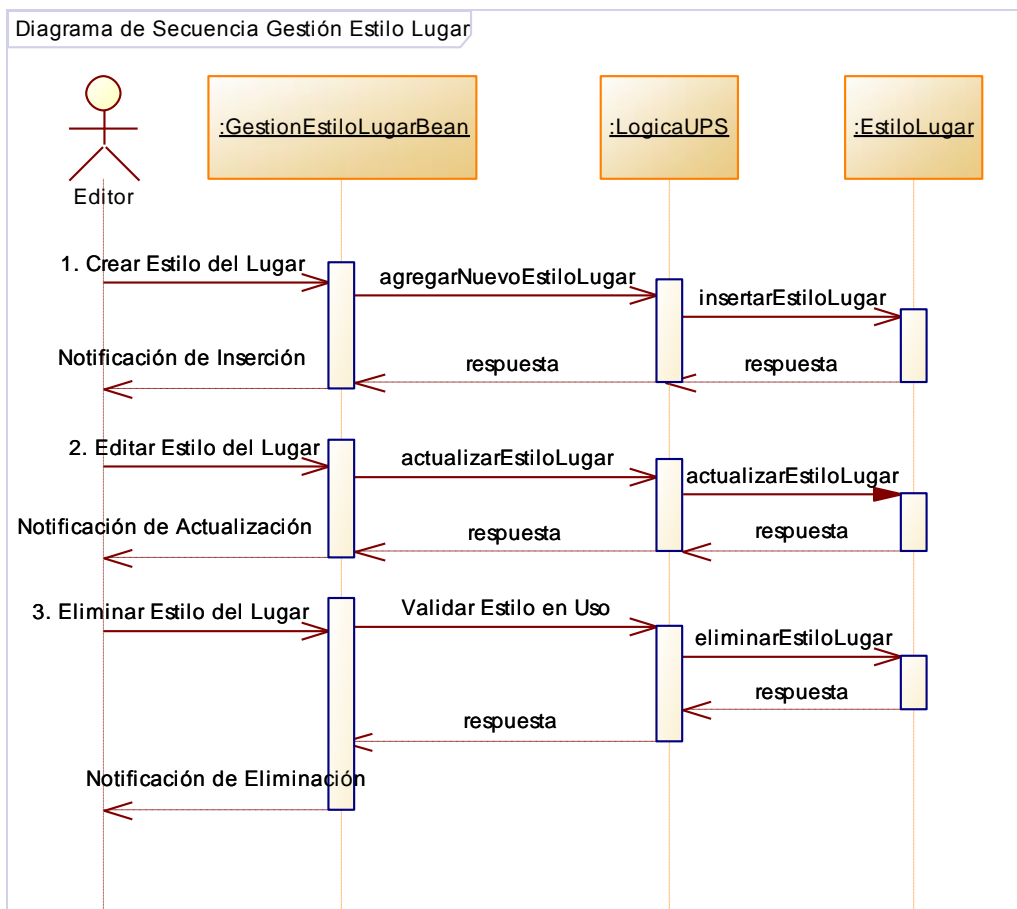 Diagrama de Secuencia Gestión Estilo Lugar
:GestionEstiloLugarBean
:LogicaUPS
:EstiloLugar
Editor
1. Crear Estilo del Lugar
agregarNuevoEstiloLugar
insertarEstiloLugar
Notificación de Inserción
respuesta
respuesta
2. Editar Estilo del Lugar
actualizarEstiloLugar
actualizarEstiloLugar
Notificación de Actualización
respuesta
respuesta
3. Eliminar Estilo del Lugar
Validar Estilo en Uso
eliminarEstiloLugar
respuesta
respuesta
Notificación de Eliminación